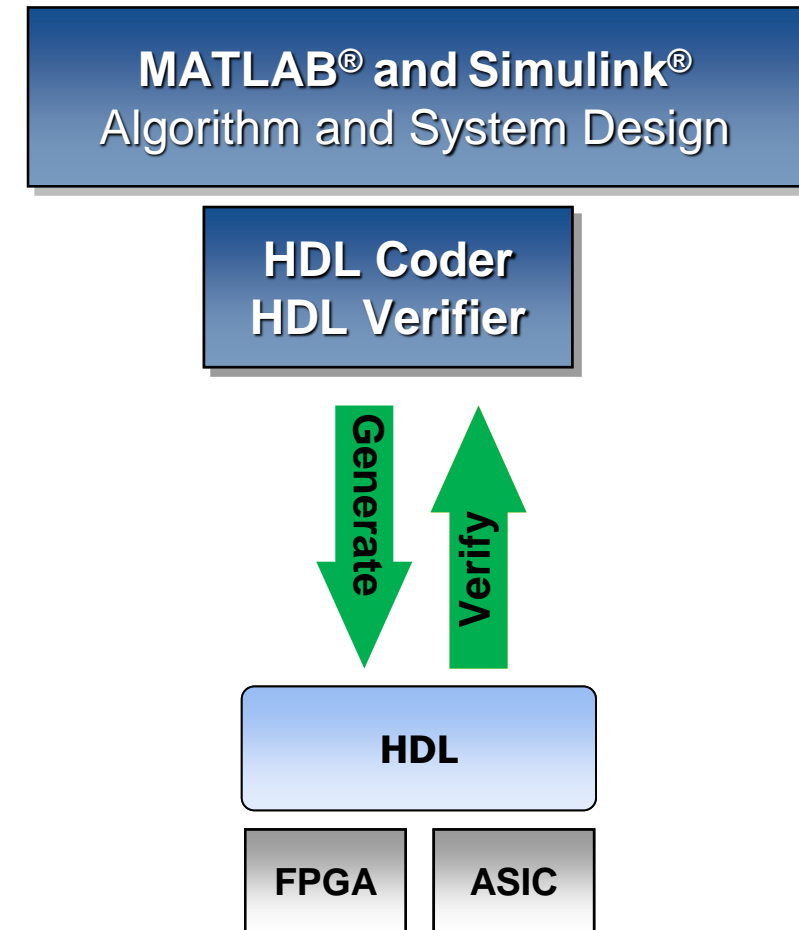 MATLAB® and Simulink®
Algorithm and System Design
HDL Coder
HDL Verifier
Generate
Verify
HDL
FPGA
ASIC